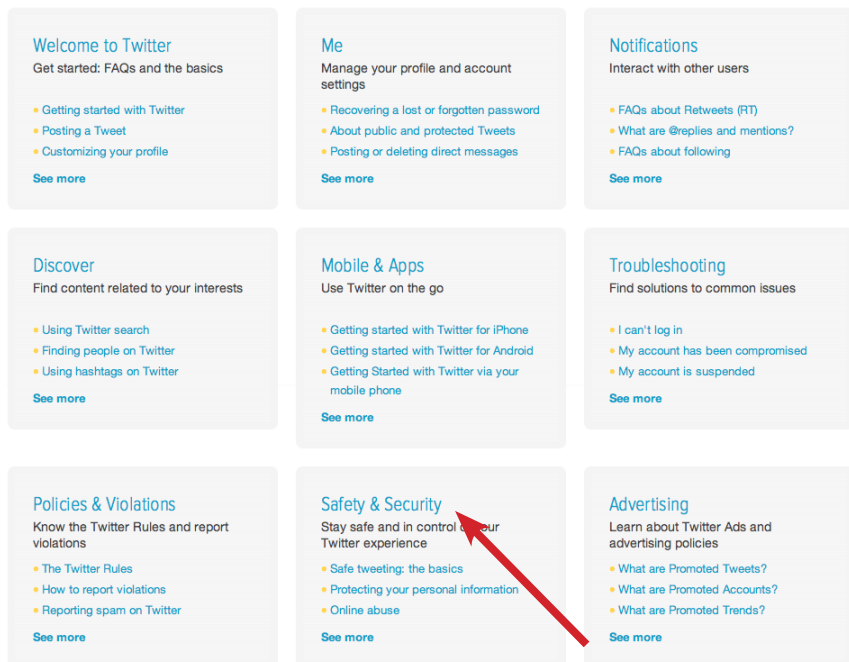 Welcome to Twitter
Get started: FAQs and the basics
Getting started with Twitter
Posting a Tweet
Customizing your profile
See more
Me
Manage your profile and account
settings
Recovering a lost or forgotten password
About public and protected Tweets
Posting or deleting direct messages
See more
Notifications
Interact with other users
FAQs about Retweets (RT)
What are @replies and mentions?
FAQs about following
See more
Discover
Find content related to your interests
Using Twitter search
Finding people on Twitter
Using hashtags on Twitter
See more
Mobile & Apps
Use Twitter on the go
Getting started with Twitter for iPhone
Getting started with Twitter for Android
Getting Started with Twitter via your
mobile phone
See more
Troubleshooting
Find solutions to common issues
I can't log in
My account has been compromised
My account is suspended
See more
Policies & Violations
Know the Twitter Rules and report
violations
The Twitter Rules
How to report violations
Reporting spam on Twitter
See more
Safety & Security
Stay safe and in control
Twitter experience
Safe tweeting: the basics
Protecting your personal information
Online abuse
See more
Advertising
Learn about Twitter Ads and
advertising policies
What are Promoted Tweets?
What are Promoted Accounts?
What are Promoted Trends?
See more